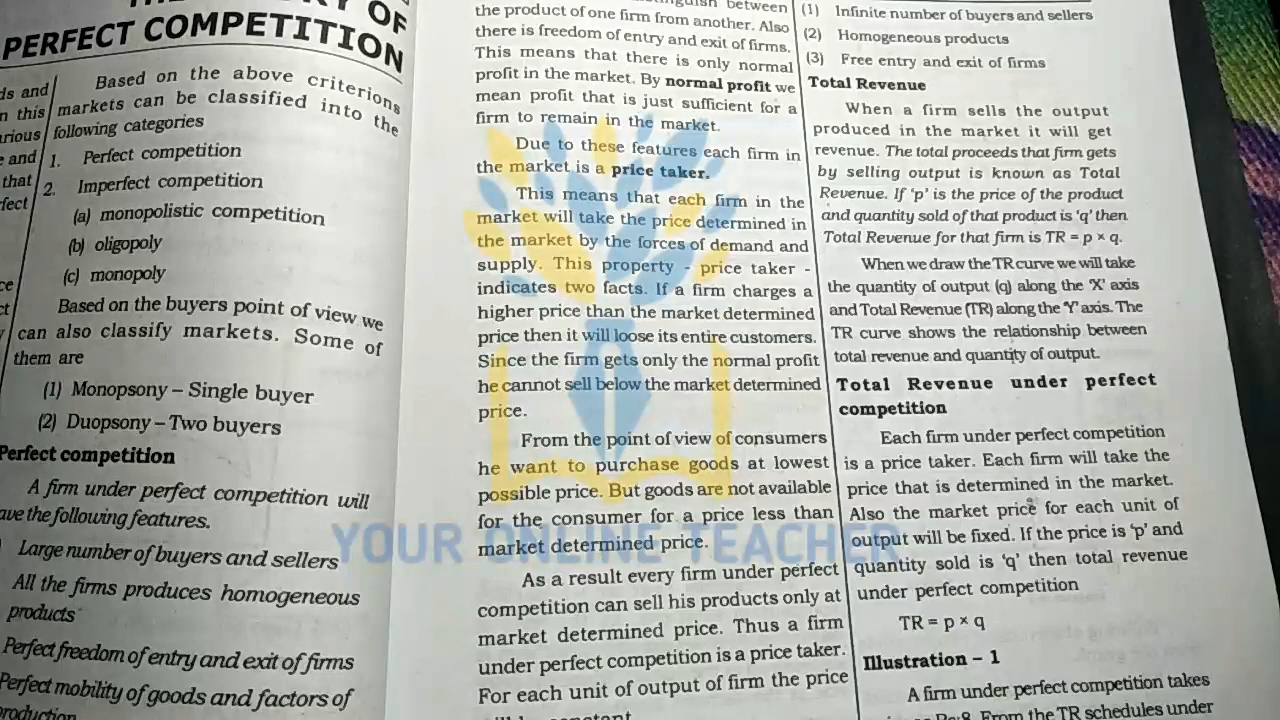 THE
RY OF
PERFECT COMPETITION
ds and
n this
arious
e and
that
fect
ce
ct
Based on the above criterions
markets can be classified into the
following categories
1. Perfect competition
2. Imperfect competition
(a) monopolistic competition
(b) oligopoly
(c) monopoly
Based on the buyers point of view we
can also classify markets. Some of
them are
(1) Monopsony – Single buyer
(2) Duopsony – Two buyers
Perfect competition
A firm under perfect competition will
ave the following features.
Large number of buyers and sellers
All the firms produces homogeneous
products
Perfect freedom of entry and exit of firms
Perfect mobility of goods and factors of
production
between
the product of one firm from another. Also
there is freedom of entry and exit of firms.
This means that there is only normal
profit in the market. By normal profit we
mean profit that is just sufficient for a
firm to remain in the market.
Due to these features each firm in
the market is a price taker.
This means that each firm in the
market will take the price determined in
the market by the forces of demand and
supply. This property - price taker -
indicates two facts. If a firm charges a
higher price than the market determined
price then it will loose its entire customers.
Since the firm gets only the normal profit
he cannot sell below the market determined
price.
From the point of view of consumers
he want to purchase goods at lowest
possible price. But goods are not available
for the consumer for a price less than
market determined price.
As a result every firm under perfect
competition can sell his products only at
market determined price. Thus a firm
under perfect competition is a price taker.
For each unit of output of firm the price
(1) Infinite number of buyers and sellers
(2) Homogeneous products
(3) Free entry and exit of firms
Total Revenue
When a firm sells the output
produced in the market it will get
revenue. The total proceeds that firm gets
by selling output is known as Total
Revenue. If 'p' is the price of the product
and quantity sold of that product is 'q' then
Total Revenue for that firm is TR = p × q.
When we draw the TR curve we will take
the quantity of output (q) along the 'X' axis
and Total Revenue (TR) along the 'Y' axis. The
TR curve shows the relationship between
total revenue and quantity of output.
Total Revenue under perfect
competition
Each firm under perfect competition
is a price taker. Each firm will take the
price that is determined in the market.
Also the market price for each unit of
output will be fixed. If the price is 'p' and
quantity sold is 'q' then total revenue
under perfect competition
TR = p × q
Illustration – 1
A firm under perfect competition takes
Rs:8. From the TR schedules under
YOUR ONLINE TEACHER